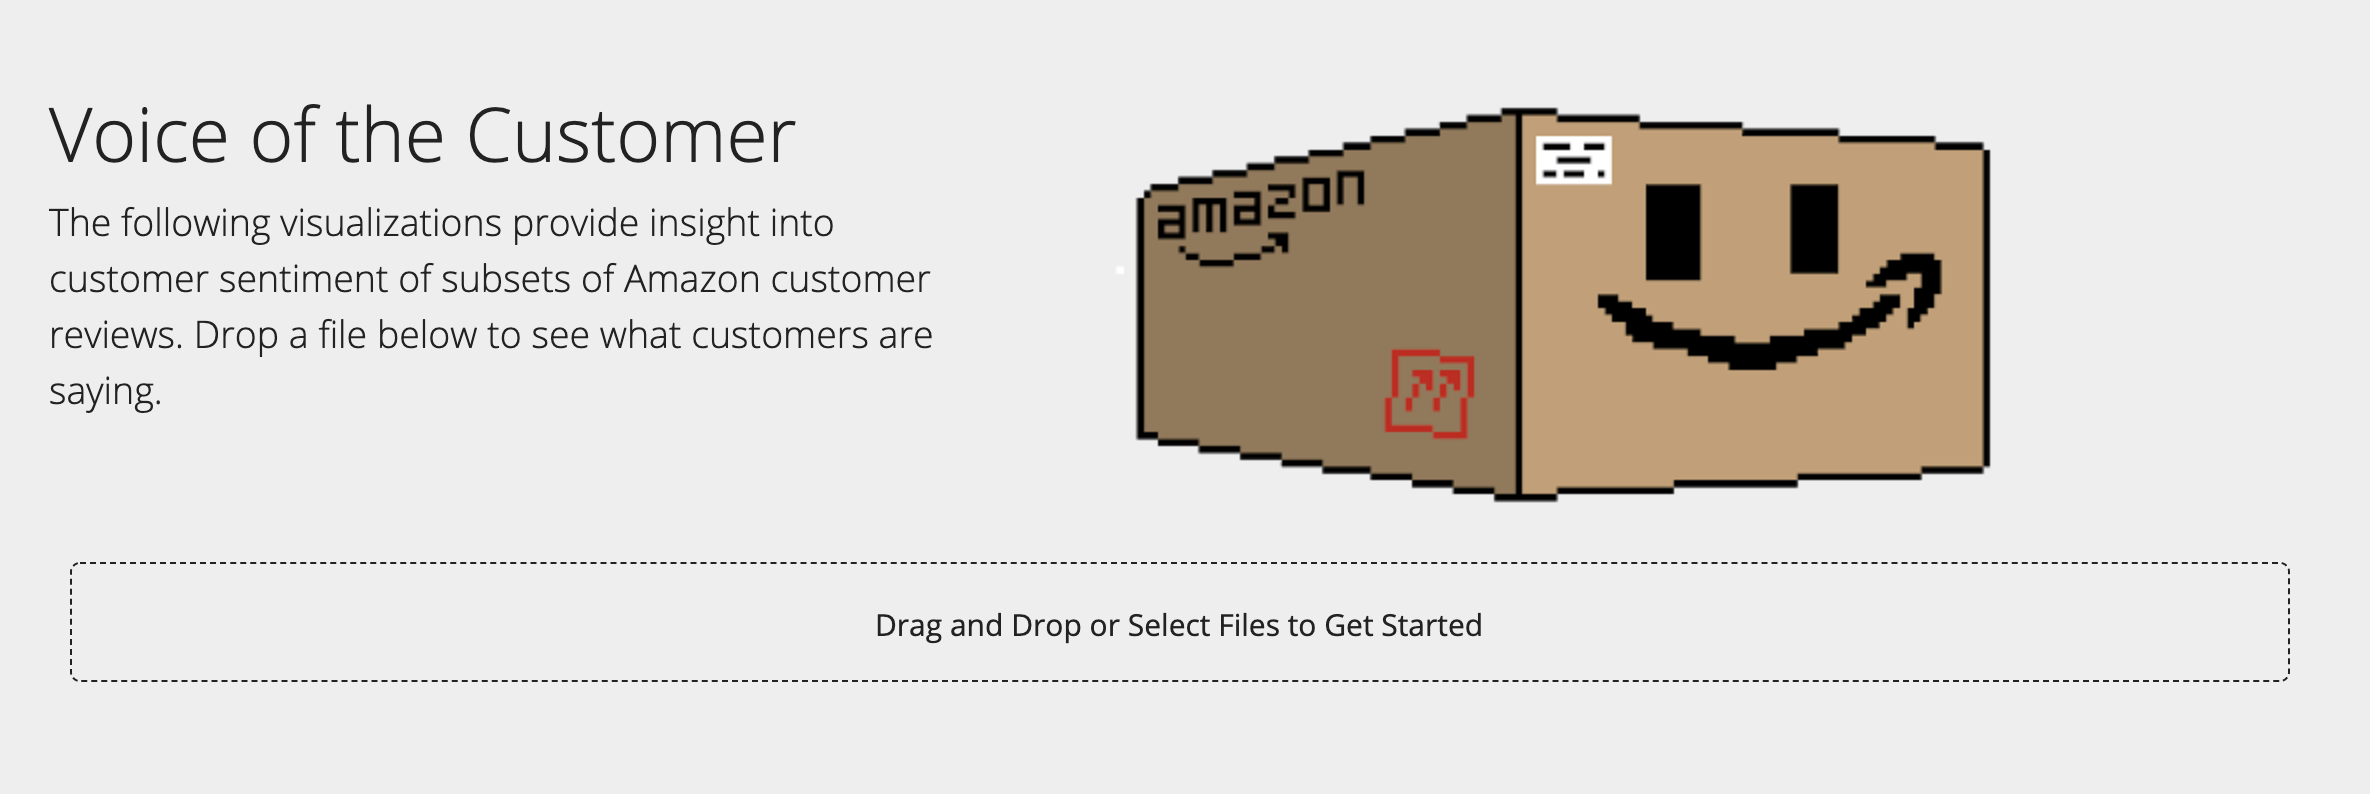 Voice of the Customer
The following visualizations provide insight into
customer sentiment of subsets of Amazon customer
reviews. Drop a file below to see what customers are
saying.
amazon
Drag and Drop or Select Files to Get Started